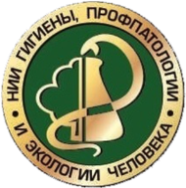 НИИ ГИГИЕНЫ, ПРОФПАТОЛОГИИ
• И ЭКОЛОГИИ ЧЕЛОВЕКА •